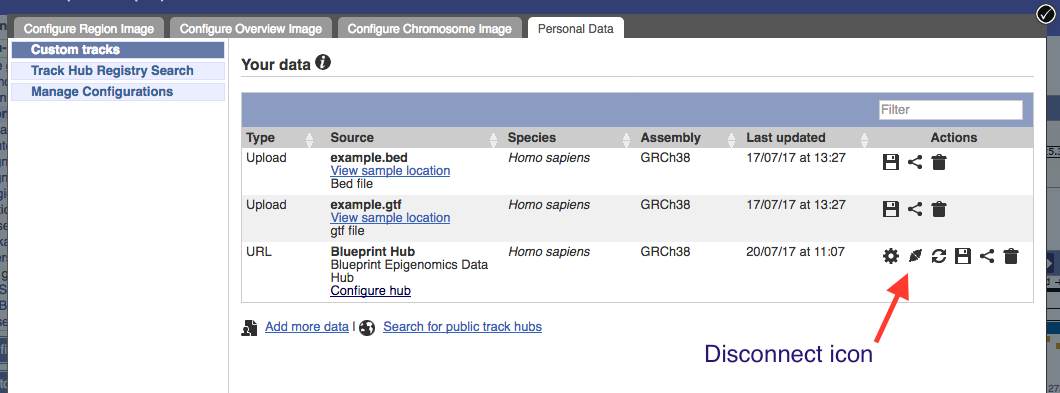 Configure Region Image Configure Overview Image Configure Chromosome Image Personal Data
Custom tracks
Track Hub Registry Search
Manage Configurations
Your data
Filter
Type Source Species Assembly Last updated Actions
Upload example.bed Homo sapiens GRCh38 17/07/17 at 13:27
View sample location
Bed file
Upload example.gtf Homo sapiens GRCh38 17/07/17 at 13:27
View sample location
gtf file
URL Blueprint Hub Homo sapiens GRCh38 20/07/17 at 11:07
Blueprint Epigenomics Data
Hub
Configure hub
Add more data | Search for public track hubs
Disconnect icon